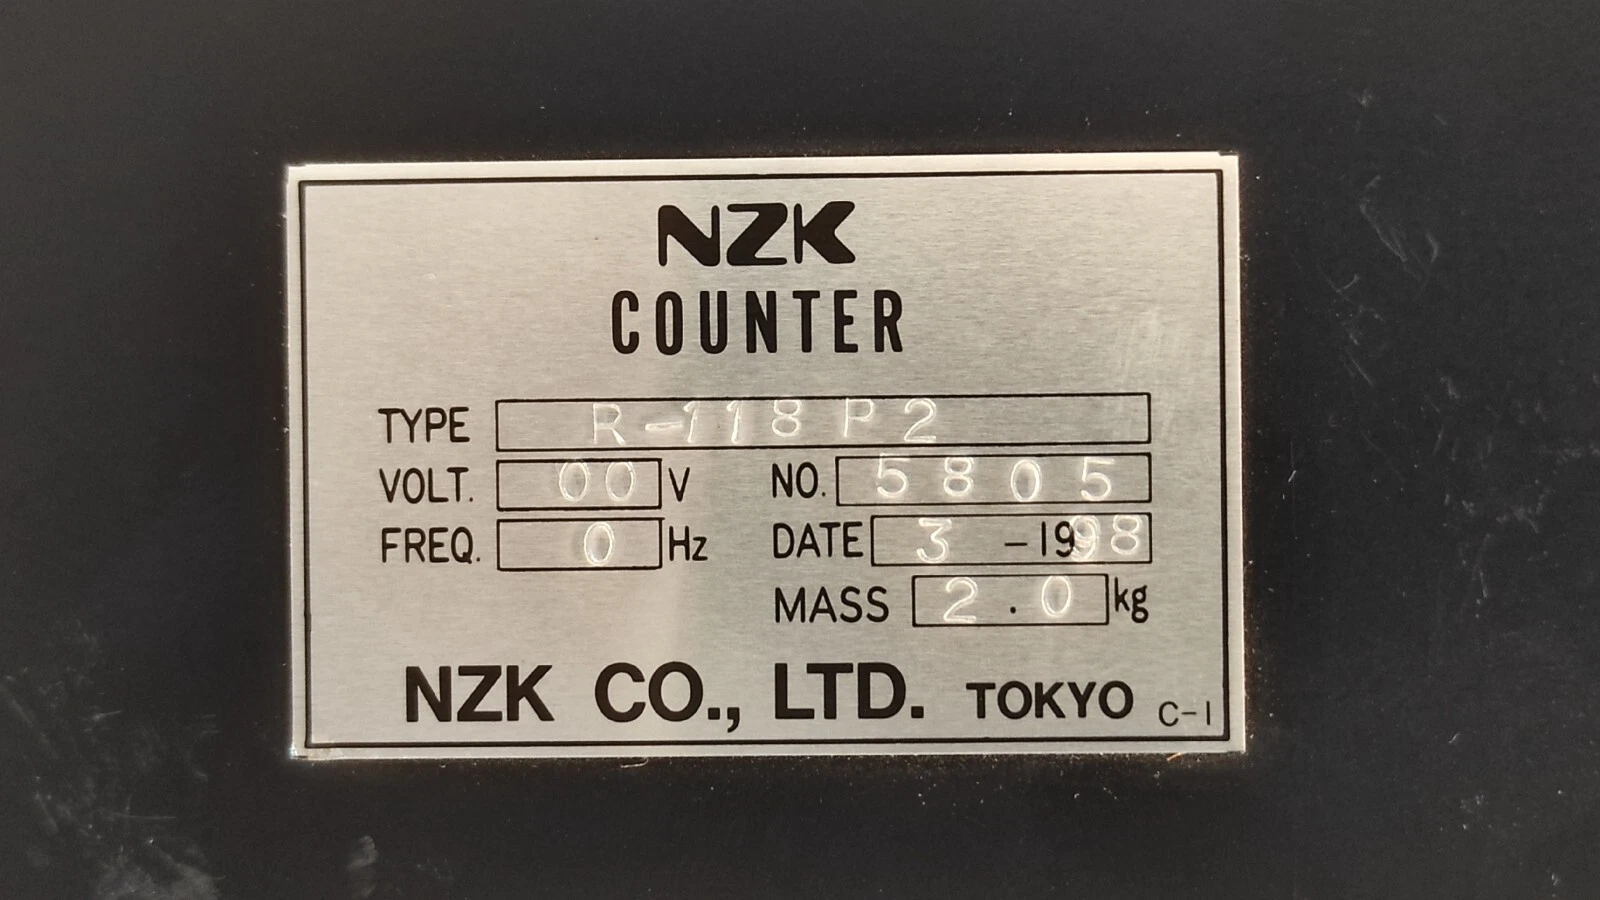 NZK
COUNTER
TYPE R-118P2
VOLT. 00 V NO. 5805
FREQ. 0 Hz DATE 3 -1998
MASS 2.0 kg
NZK CO., LTD. TOKYO C-1